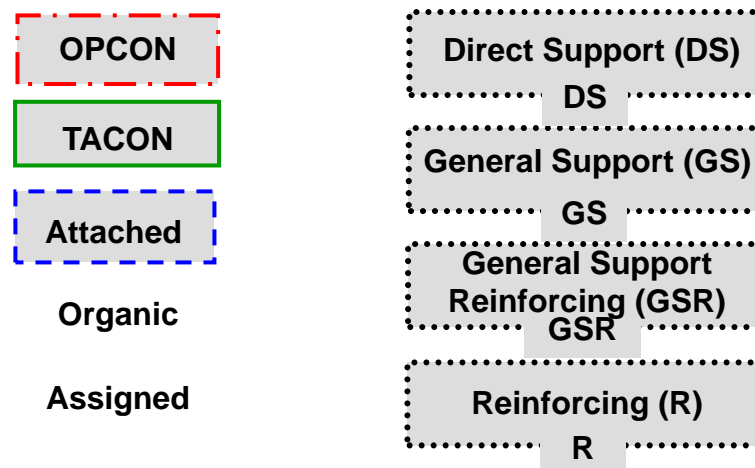 OPCON
TACON
Attached
Organic
Assigned
Direct Support (DS)
DS
General Support (GS)
GS
General Support
Reinforcing (GSR)
GSR
Reinforcing (R)
R